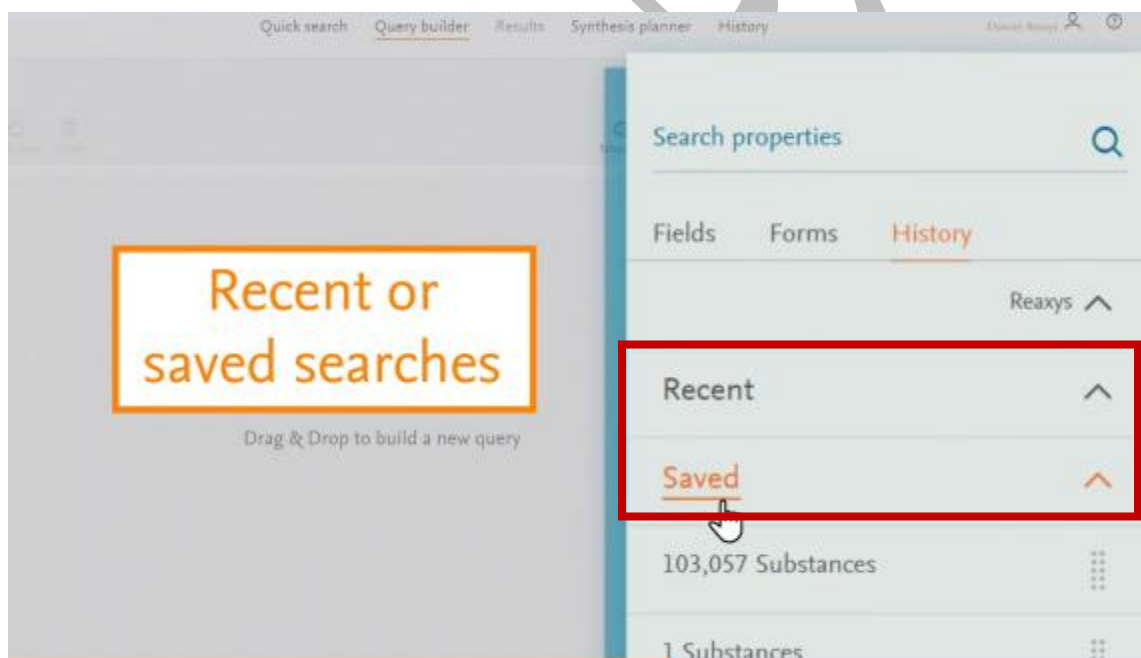 Quick search Query builder Results Synthesis planner History
Search properties
Fields Forms History
Reaxys
Recent or
saved searches
Recent
Drag & Drop to build a new query
Saved
103,057 Substances
1 Substances